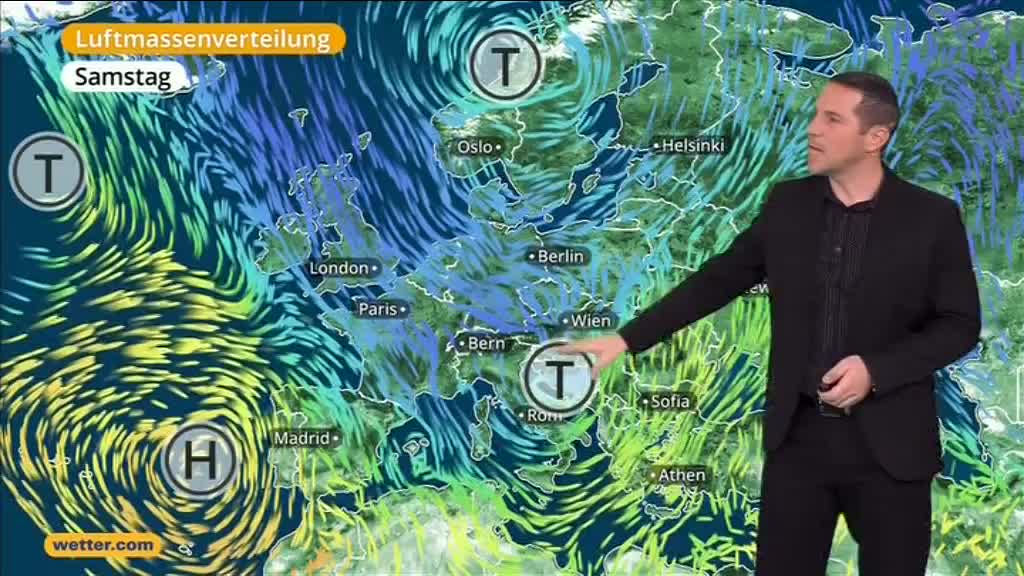 Luftmassenverteilung
Samstag
T
T
Oslo
Helsinki
London
Berlin
Paris
Wien
Bern
T
Rom
Sofia
Madrid
H
Athen
wetter.com